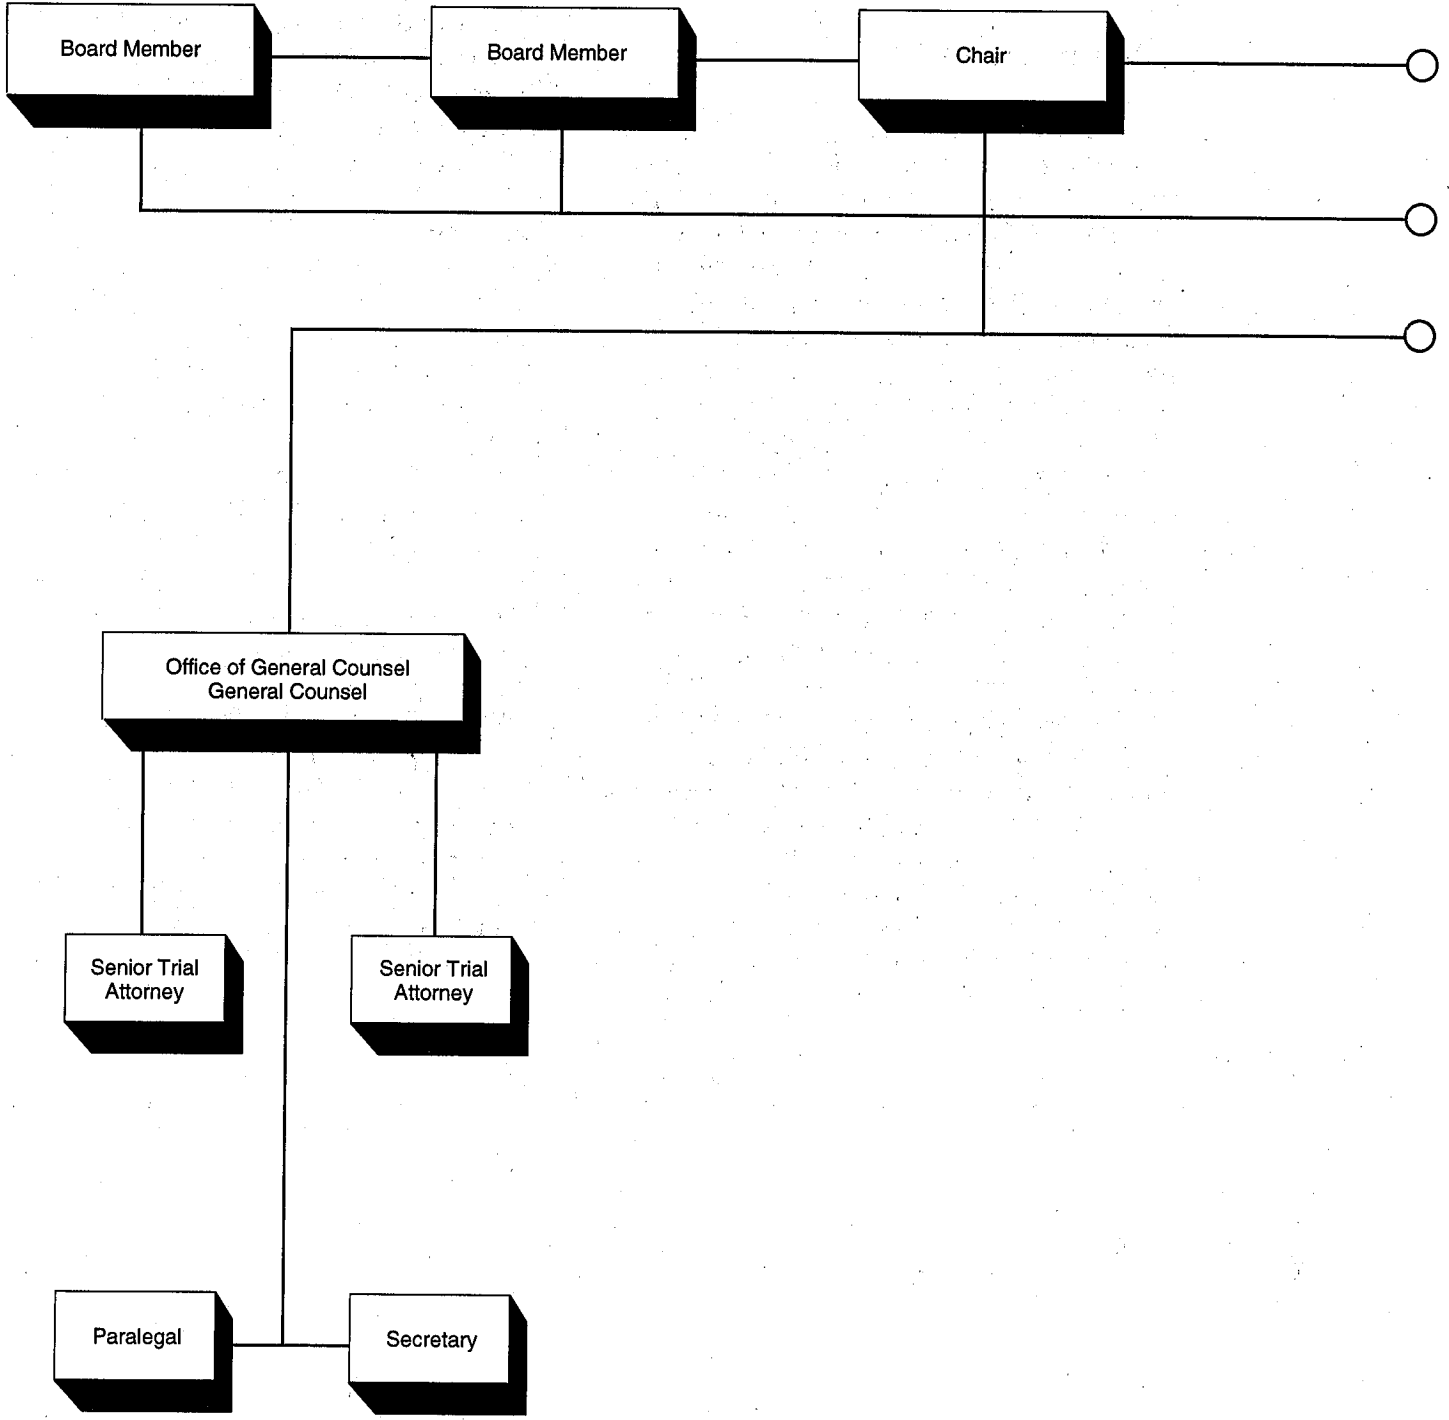 Board Member
Board Member
Chair
Office of General Counsel
General Counsel
Senior Trial
Attorney
Senior Trial
Attorney
Paralegal
Secretary